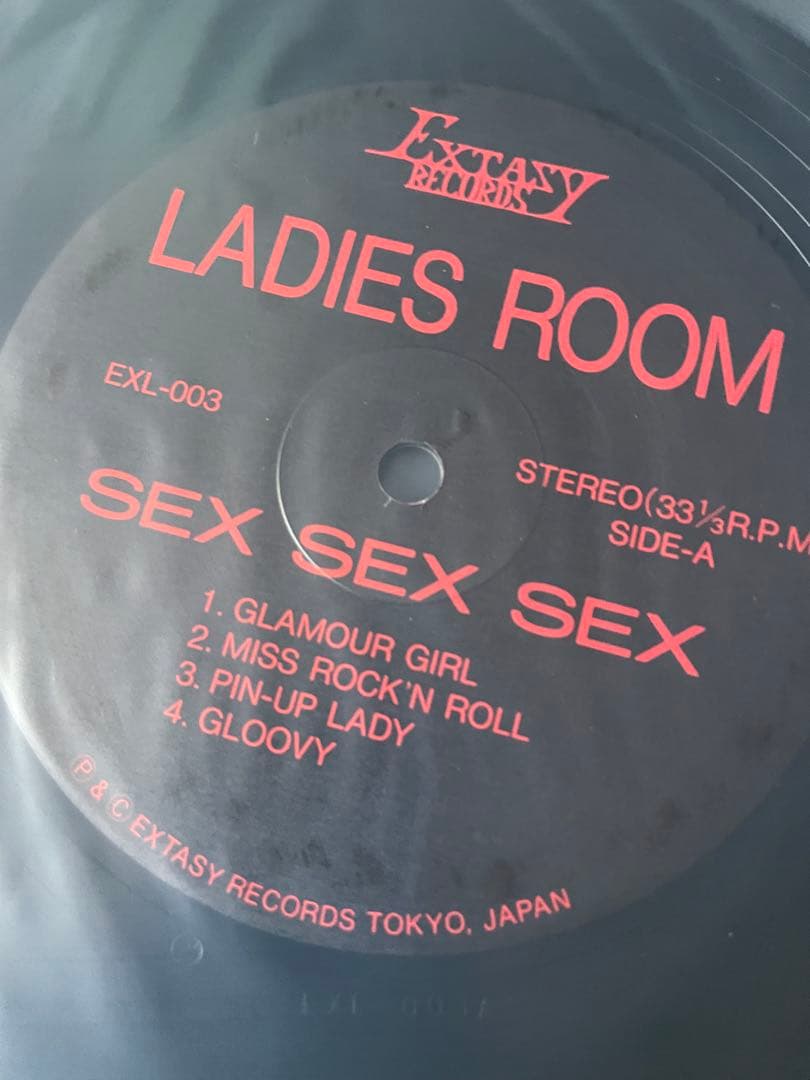 EXTASY
RECORDS
LADIES ROOM
EXL-003
STEREO(33⅓R.P.M
SIDE-A
SEX SEX SEX
1. GLAMOUR GIRL
2. MISS ROCK'N ROLL
3. PIN-UP LADY
4. GLOOVY
Ⓟ & Ⓒ EXTASY RECORDS TOKYO, JAPAN